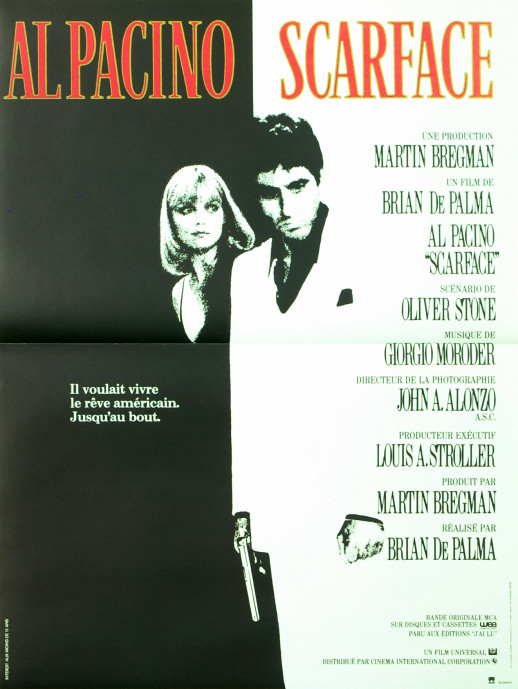 AL PACINO SCARFACE
UNE PRODUCTION
MARTIN BREGMAN
UN FILM DE
BRIAN DE PALMA
AL PACINO
“SCARFACE”
SCÉNARIO DE
OLIVER STONE
MUSIQUE DE
GIORGIO MORODER
DIRECTEUR DE LA PHOTOGRAPHIE
JOHN A. ALONZO
A.S.C.
PRODUCTEUR EXÉCUTIF
LOUIS A. STROLLER
PRODUIT PAR
MARTIN BREGMAN
RÉALISÉ PAR
BRIAN DE PALMA
Il voulait vivre
le rêve américain.
Jusqu'au bout.
BANDE ORIGINALE MCA
SUR DISQUES ET CASSETTES wea
PARU AUX ÉDITIONS "J'AI LU"
UN FILM UNIVERSAL
DISTRIBUÉ PAR CINEMA INTERNATIONAL CORPORATION